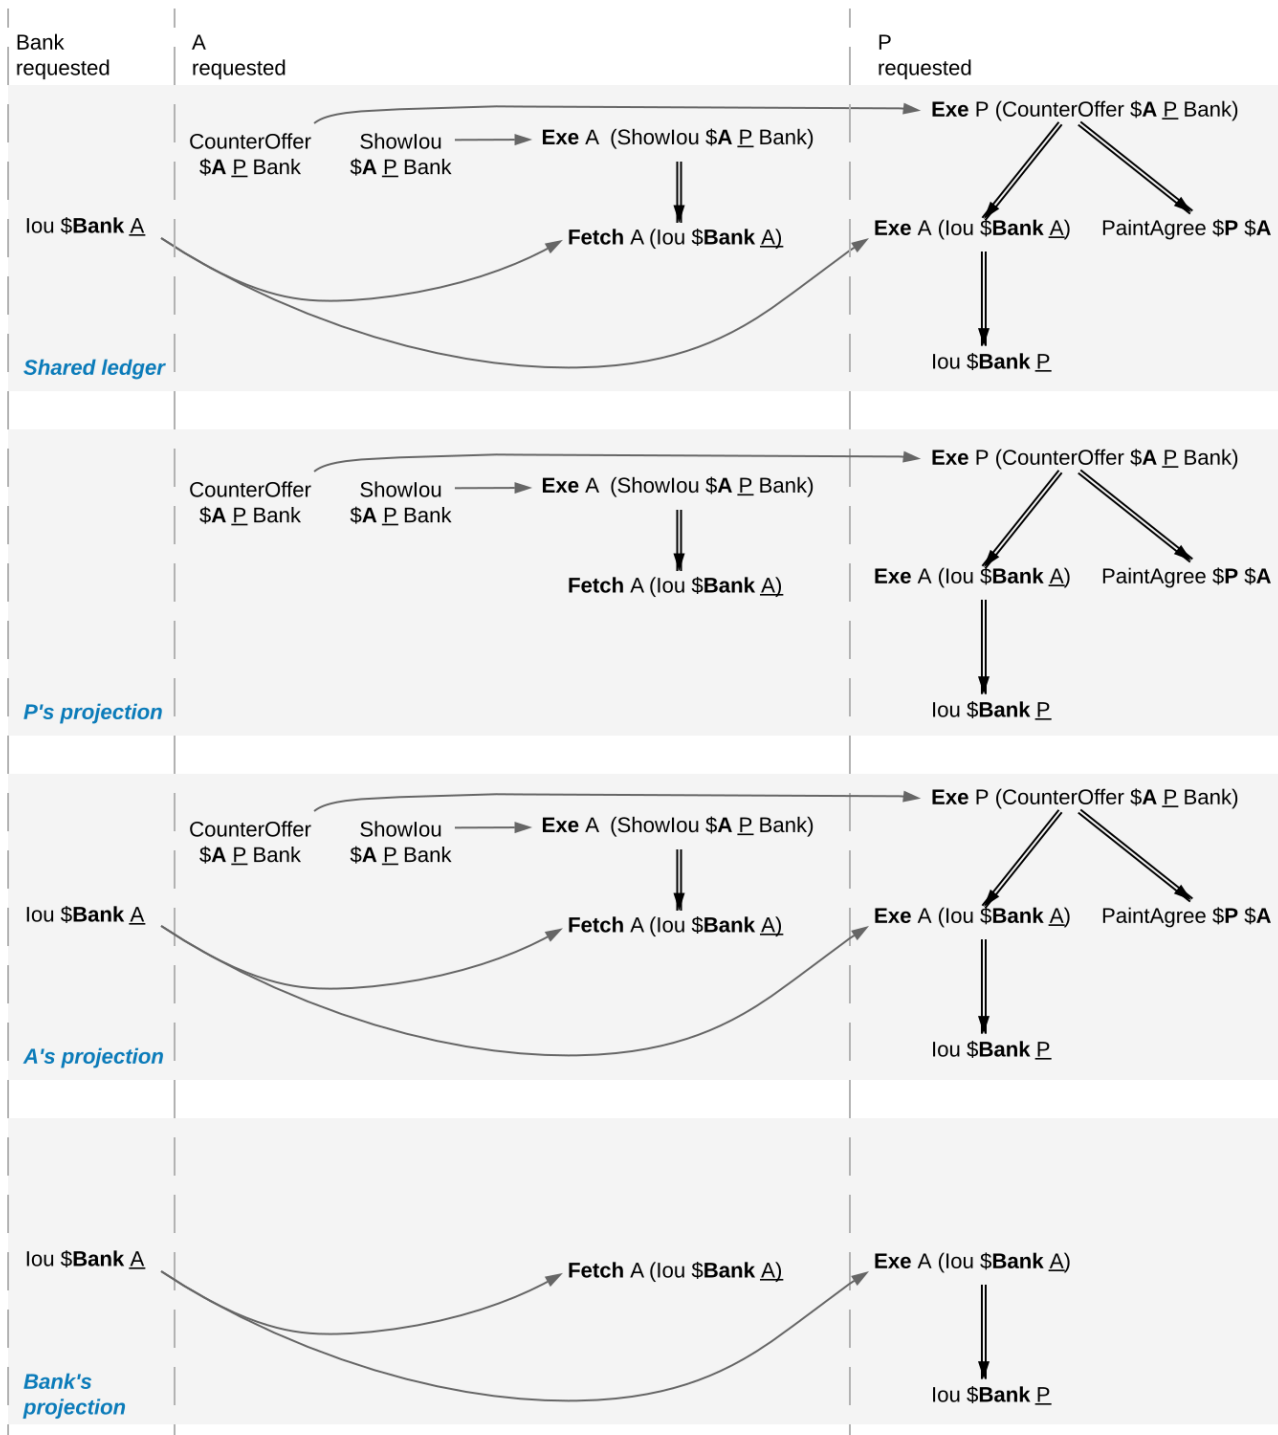 Bank
requested
A
requested
P
requested
Exe P (CounterOffer $A P Bank)
CounterOffer
$A P Bank
ShowIou
$A P Bank
Exe A (ShowIou $A P Bank)
Iou $Bank A
Fetch A (Iou $Bank A)
Exe A (Iou $Bank A)
PaintAgree $P $A
Iou $Bank P
Shared ledger
Exe P (CounterOffer $A P Bank)
CounterOffer
$A P Bank
ShowIou
$A P Bank
Exe A (ShowIou $A P Bank)
Fetch A (Iou $Bank A)
Exe A (Iou $Bank A)
PaintAgree $P $A
Iou $Bank P
P's projection
Exe P (CounterOffer $A P Bank)
CounterOffer
$A P Bank
ShowIou
$A P Bank
Exe A (ShowIou $A P Bank)
Iou $Bank A
Fetch A (Iou $Bank A)
Exe A (Iou $Bank A)
PaintAgree $P $A
Iou $Bank P
A's projection
Iou $Bank A
Fetch A (Iou $Bank A)
Exe A (Iou $Bank A)
Iou $Bank P
Bank's
projection